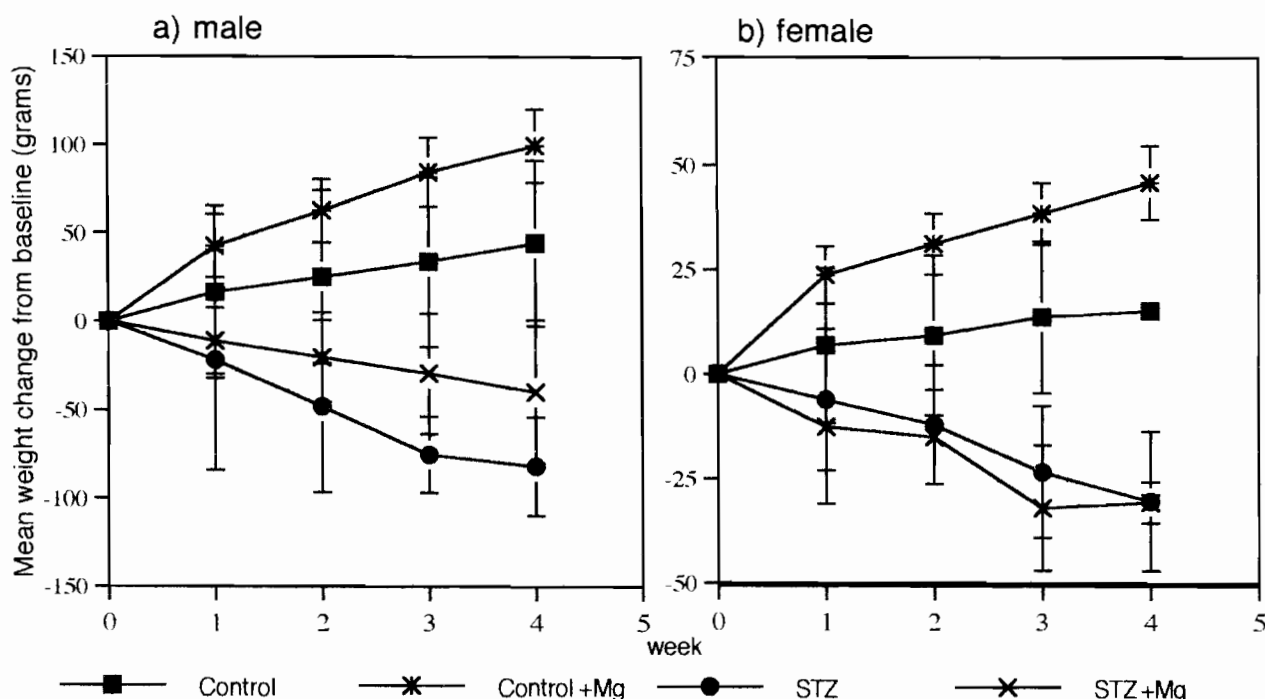 a) male
b) female
Mean weight change from baseline (grams)
150
100
50
0
-50
-100
-150
0 1 2 3 4 5
75
50
25
0
-25
-50
0 1 2 3 4 5
week
Control Control +Mg STZ STZ +Mg